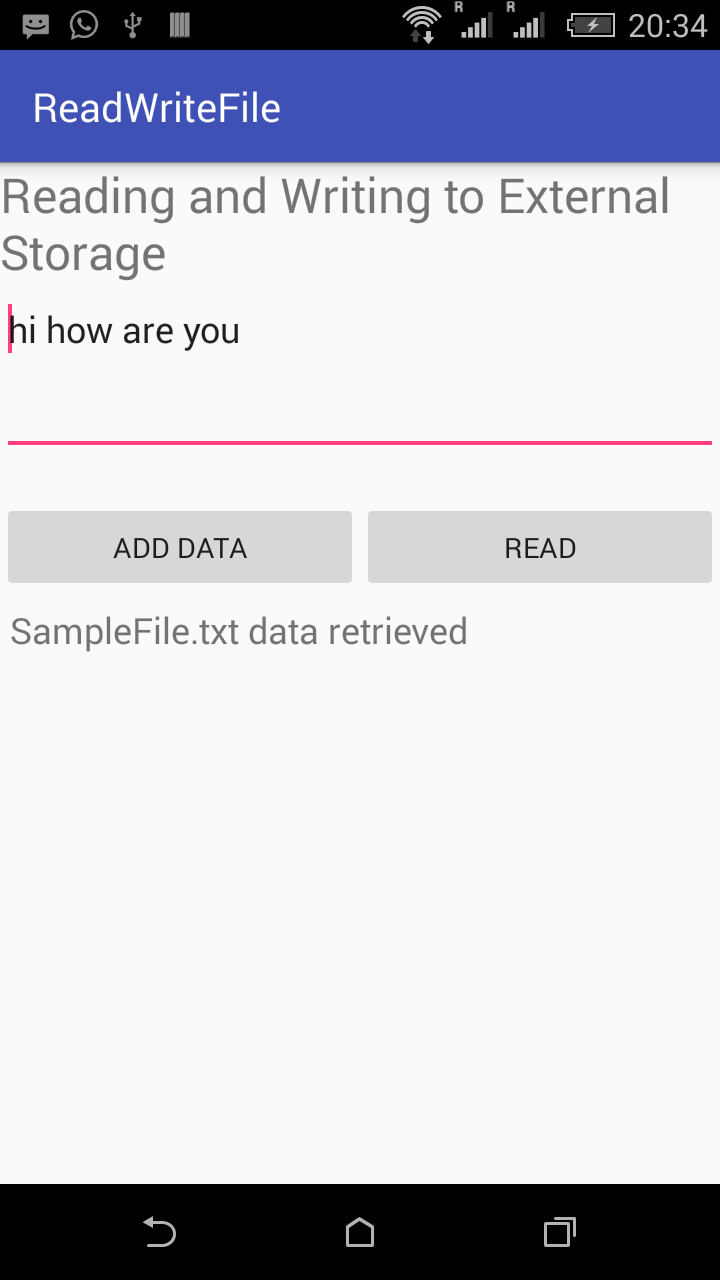 R R 20:34
ReadWriteFile
Reading and Writing to External
Storage
hi how are you
ADD DATA READ
SampleFile.txt data retrieved